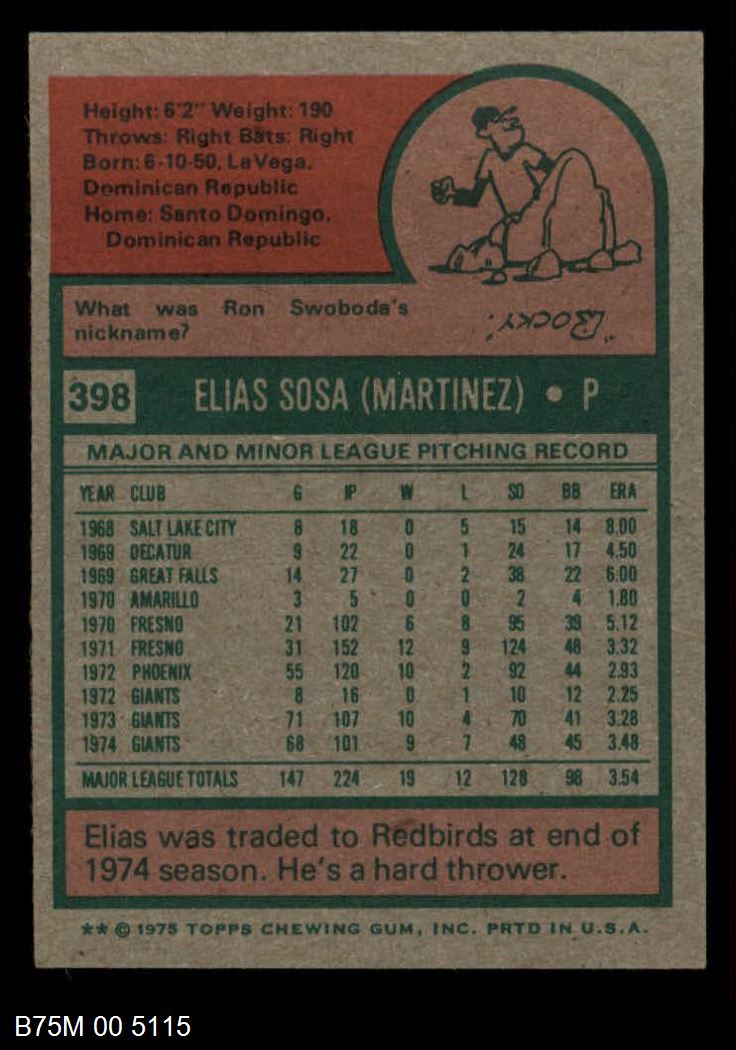 Height: 6'2" Weight: 190
Throws: Right Bats: Right
Born: 6-10-50, LaVega,
Dominican Republic
Home: Santo Domingo,
Dominican Republic
What was Ron Swoboda's
nickname?
"ROCKY."
398 ELIAS SOSA (MARTINEZ) • P
MAJOR AND MINOR LEAGUE PITCHING RECORD
YEAR CLUB G IP W L SO BB ERA
1968 SALT LAKE CITY 8 18 0 5 15 14 8.00
1969 DECATUR 9 22 0 1 24 17 4.50
1969 GREAT FALLS 14 27 0 2 38 22 6.00
1970 AMARILLO 3 5 0 0 2 4 1.80
1970 FRESNO 21 102 6 8 95 39 5.12
1971 FRESNO 31 152 12 9 124 48 3.32
1972 PHOENIX 55 120 10 2 92 44 2.93
1972 GIANTS 8 16 0 1 10 12 2.25
1973 GIANTS 71 107 10 4 70 41 3.28
1974 GIANTS 68 101 9 7 48 45 3.48
MAJOR LEAGUE TOTALS 147 224 19 12 128 98 3.54
Elias was traded to Redbirds at end of
1974 season. He's a hard thrower.
** © 1975 TOPPS CHEWING GUM, INC. PRTD IN U.S.A.
B75M 00 5115